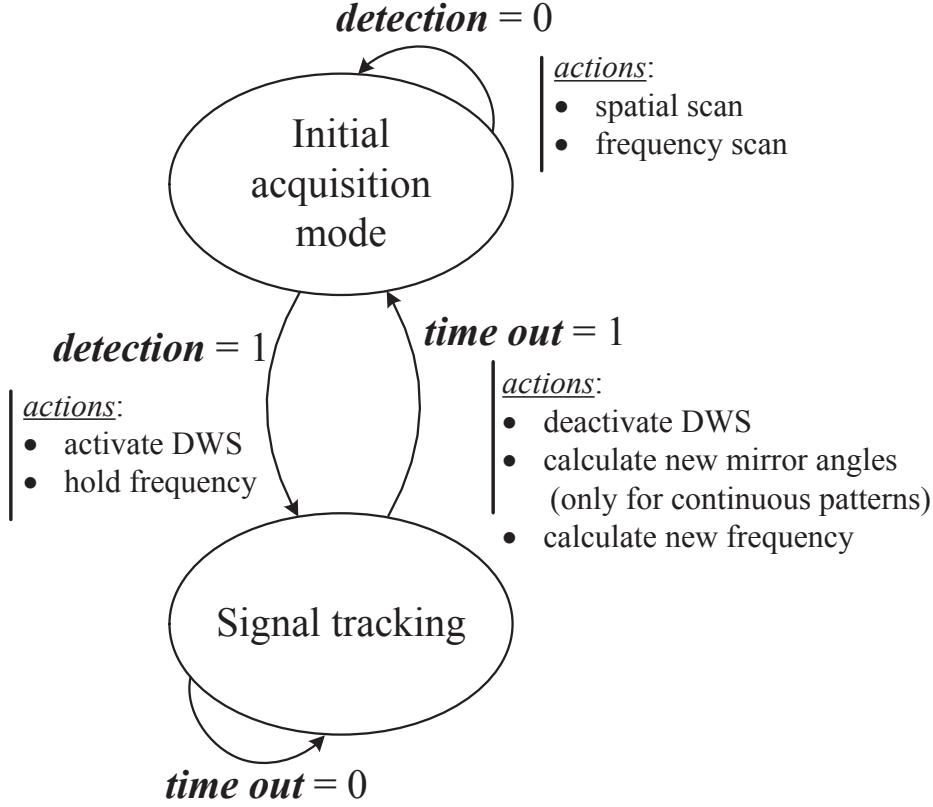 detection = 0
actions:
• spatial scan
• frequency scan
Initial
acquisition
mode
detection = 1
actions:
• activate DWS
• hold frequency
time out = 1
actions:
• deactivate DWS
• calculate new mirror angles
(only for continuous patterns)
• calculate new frequency
Signal tracking
time out = 0